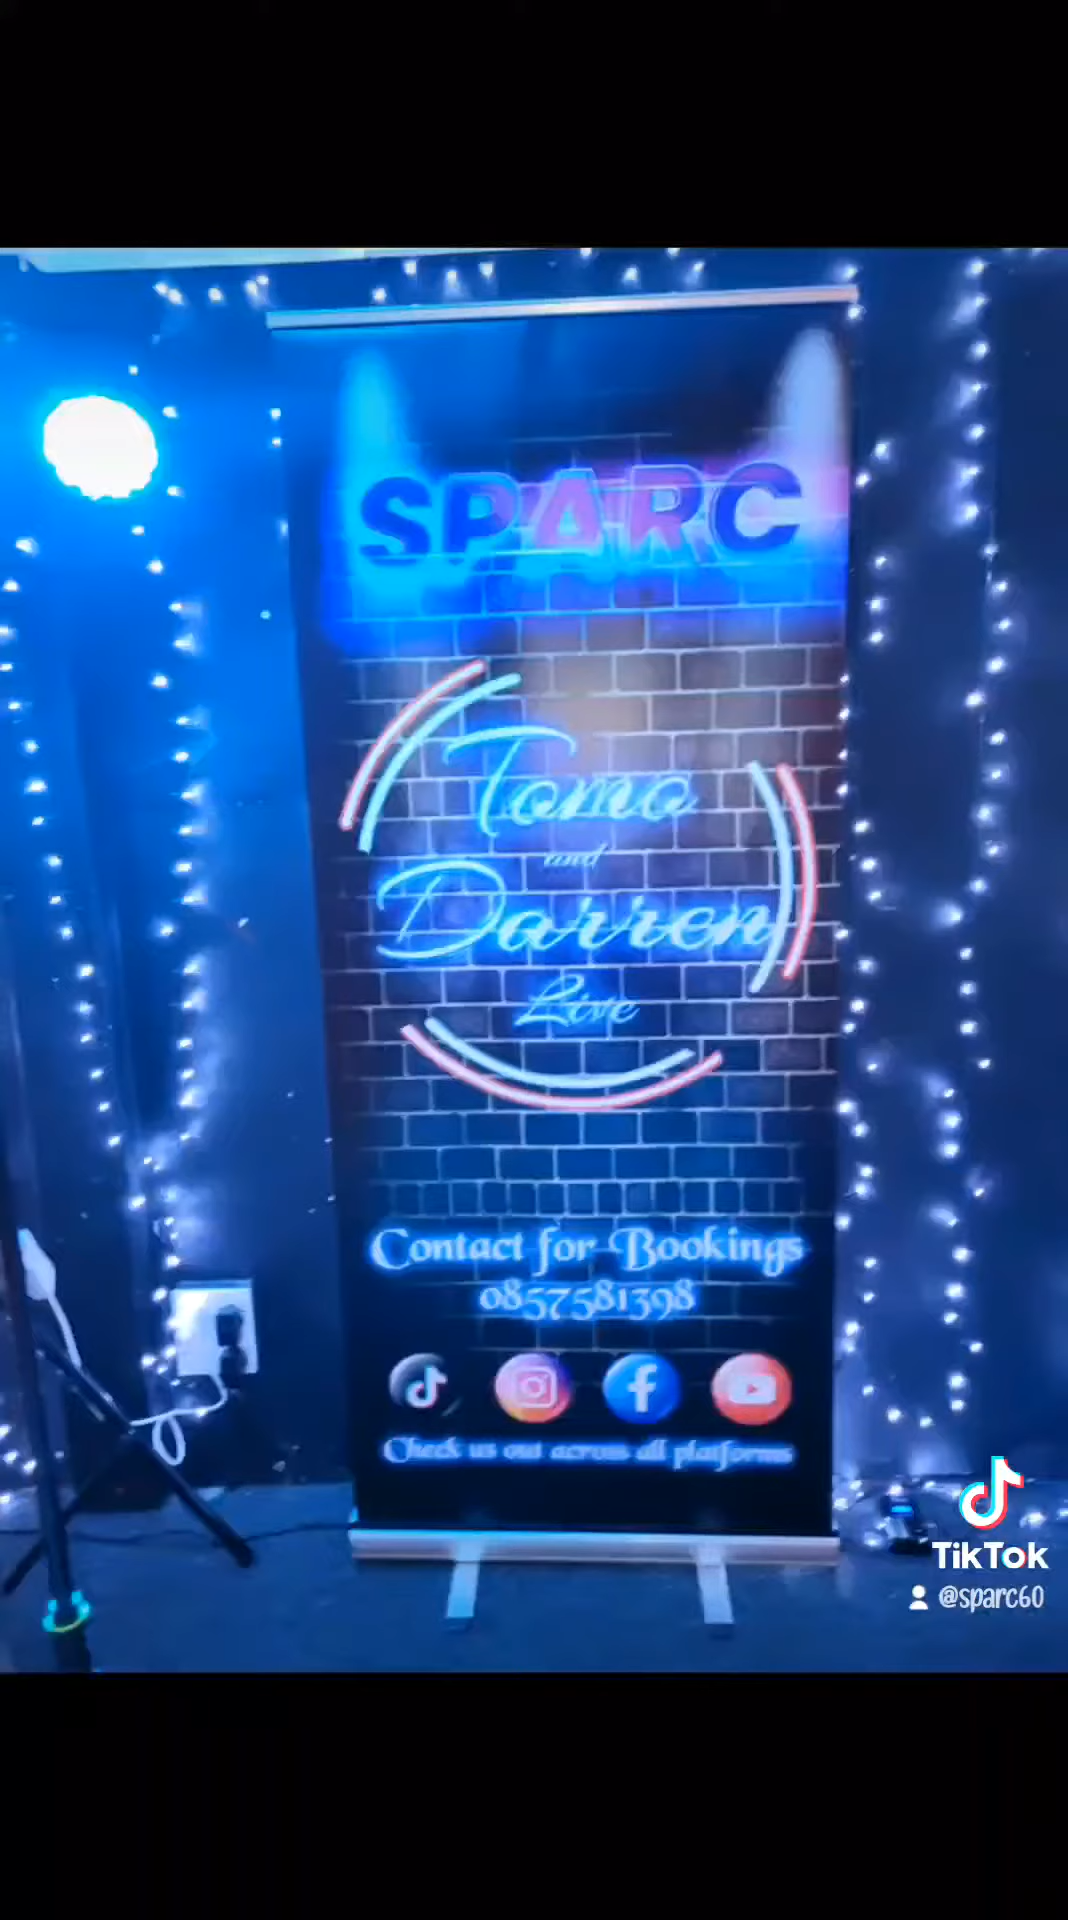 SPARC
Tomo
and
Darren
Live
Contact for Bookings
0857581398
Check us out across all platforms
TikTok
@sparc60